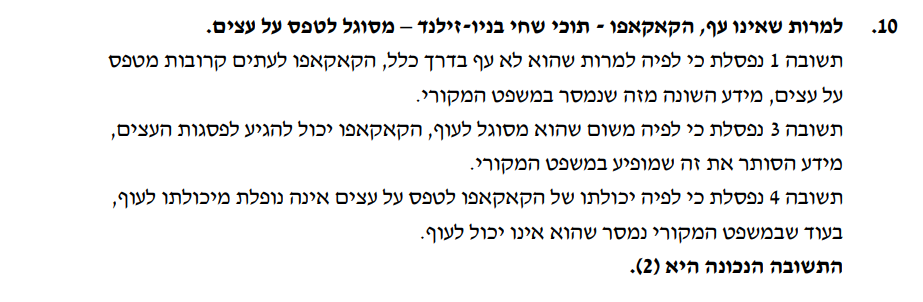 10. למרות שאינו עף, הקאקאפו - תוכי שחי בניו-זילנד – מסוגל לטפס על עצים.
תשובה 1 נפסלת כי לפיה למרות שהוא לא עף בדרך כלל, הקאקאפו לעתים קרובות מטפס
על עצים, מידע השונה מזה שנמסר במשפט המקורי.
תשובה 3 נפסלת כי לפיה משום שהוא מסוגל לעוף, הקאקאפו יכול להגיע לפסגות העצים,
מידע הסותר את זה שמופיע במשפט המקורי.
תשובה 4 נפסלת כי לפיה יכולתו של הקאקאפו לטפס על עצים אינה נופלת מיכולתו לעוף,
בעוד שבמשפט המקורי נמסר שהוא אינו יכול לעוף.
התשובה הנכונה היא (2).